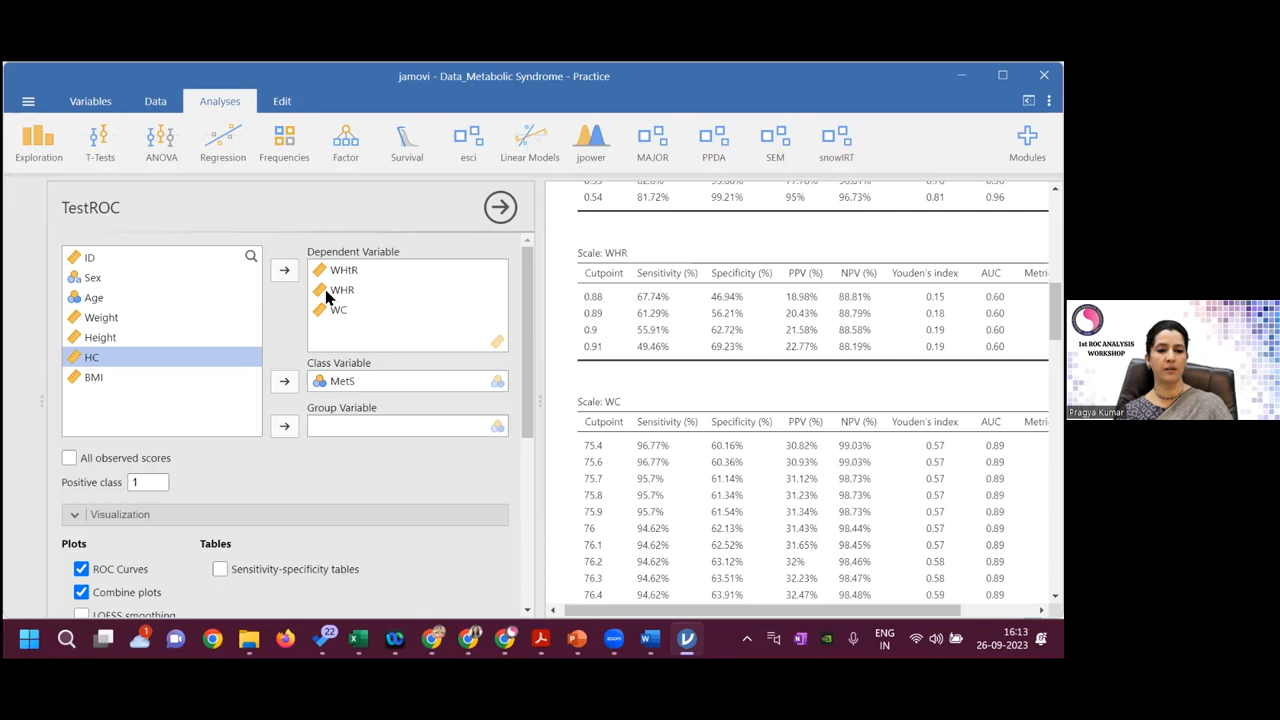 jamovi - Data_Metabolic Syndrome - Practice
Variables Data Analyses Edit
Exploration T-Tests ANOVA Regression Frequencies Factor Survival esci Linear Models jpower MAJOR PPDA SEM snowIRT Modules
TestROC
ID
Sex
Age
Weight
Height
HC
BMI
Dependent Variable
WHtR
WHR
WC
Class Variable
MetS
Group Variable
All observed scores
Positive class 1
Visualization
Plots Tables
ROC Curves Sensitivity-specificity tables
Combine plots
LOESS smoothing
0.54 81.72% 99.21% 95% 96.73% 0.81 0.96
Scale: WHR
Cutpoint Sensitivity (%) Specificity (%) PPV (%) NPV (%) Youden's index AUC Metri
0.88 67.74% 46.94% 18.98% 88.81% 0.15 0.60
0.89 61.29% 56.21% 20.43% 88.79% 0.18 0.60
0.9 55.91% 62.72% 21.58% 88.58% 0.19 0.60
0.91 49.46% 69.23% 22.77% 88.19% 0.19 0.60
Scale: WC
Cutpoint Sensitivity (%) Specificity (%) PPV (%) NPV (%) Youden's index AUC Metri
75.4 96.77% 60.16% 30.82% 99.03% 0.57 0.89
75.6 96.77% 60.36% 30.93% 99.03% 0.57 0.89
75.7 95.7% 61.14% 31.12% 98.73% 0.57 0.89
75.8 95.7% 61.34% 31.23% 98.73% 0.57 0.89
75.9 95.7% 61.54% 31.34% 98.73% 0.57 0.89
76 94.62% 62.13% 31.43% 98.44% 0.57 0.89
76.1 94.62% 62.52% 31.65% 98.45% 0.57 0.89
76.2 94.62% 63.12% 32% 98.46% 0.58 0.89
76.3 94.62% 63.51% 32.23% 98.47% 0.58 0.89
76.4 94.62% 63.91% 32.47% 98.48% 0.59 0.89
1st ROC ANALYSIS
WORKSHOP
Pragya Kumar
1
22
ENG
IN
16:13
26-09-2023